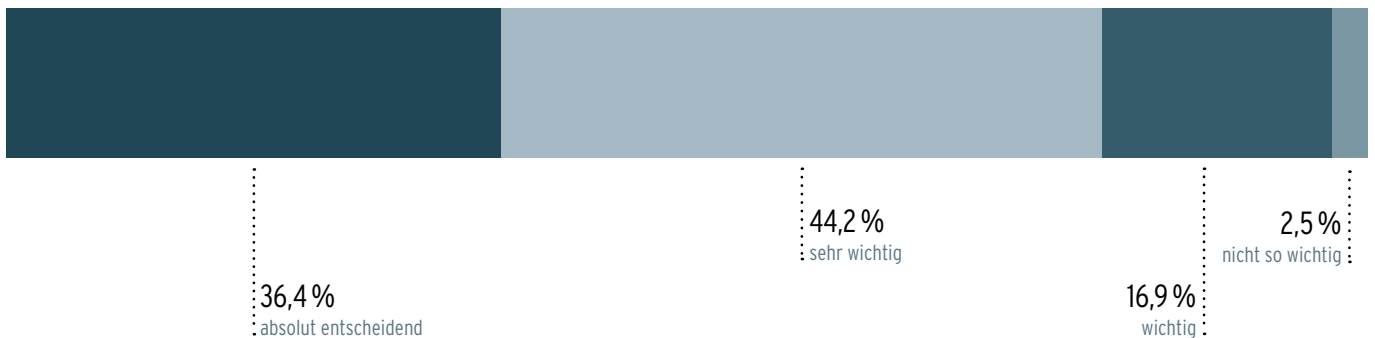 44,2 %
sehr wichtig
2,5 %
nicht so wichtig
36,4 %
absolut entscheidend
16,9 %
wichtig